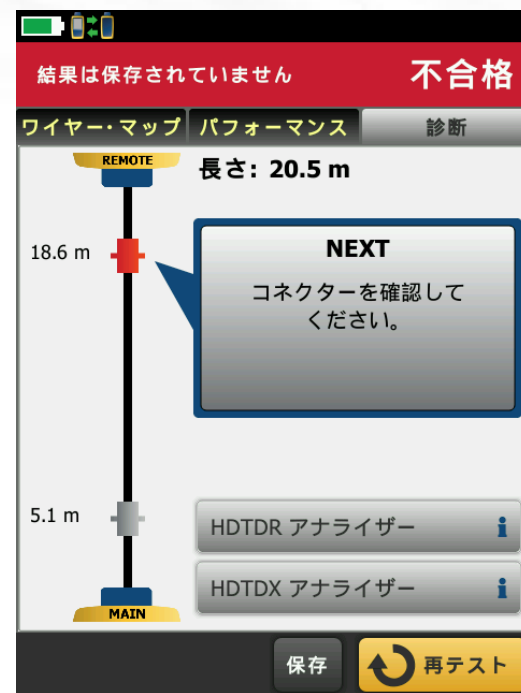 結果は保存されていません
不合格
ワイヤー・マップ パフォーマンス 診断
REMOTE
長さ: 20.5 m
18.6 m
NEXT
コネクターを確認して
ください。
5.1 m
HDTDR アナライザー
HDTDX アナライザー
MAIN
保存
再テスト